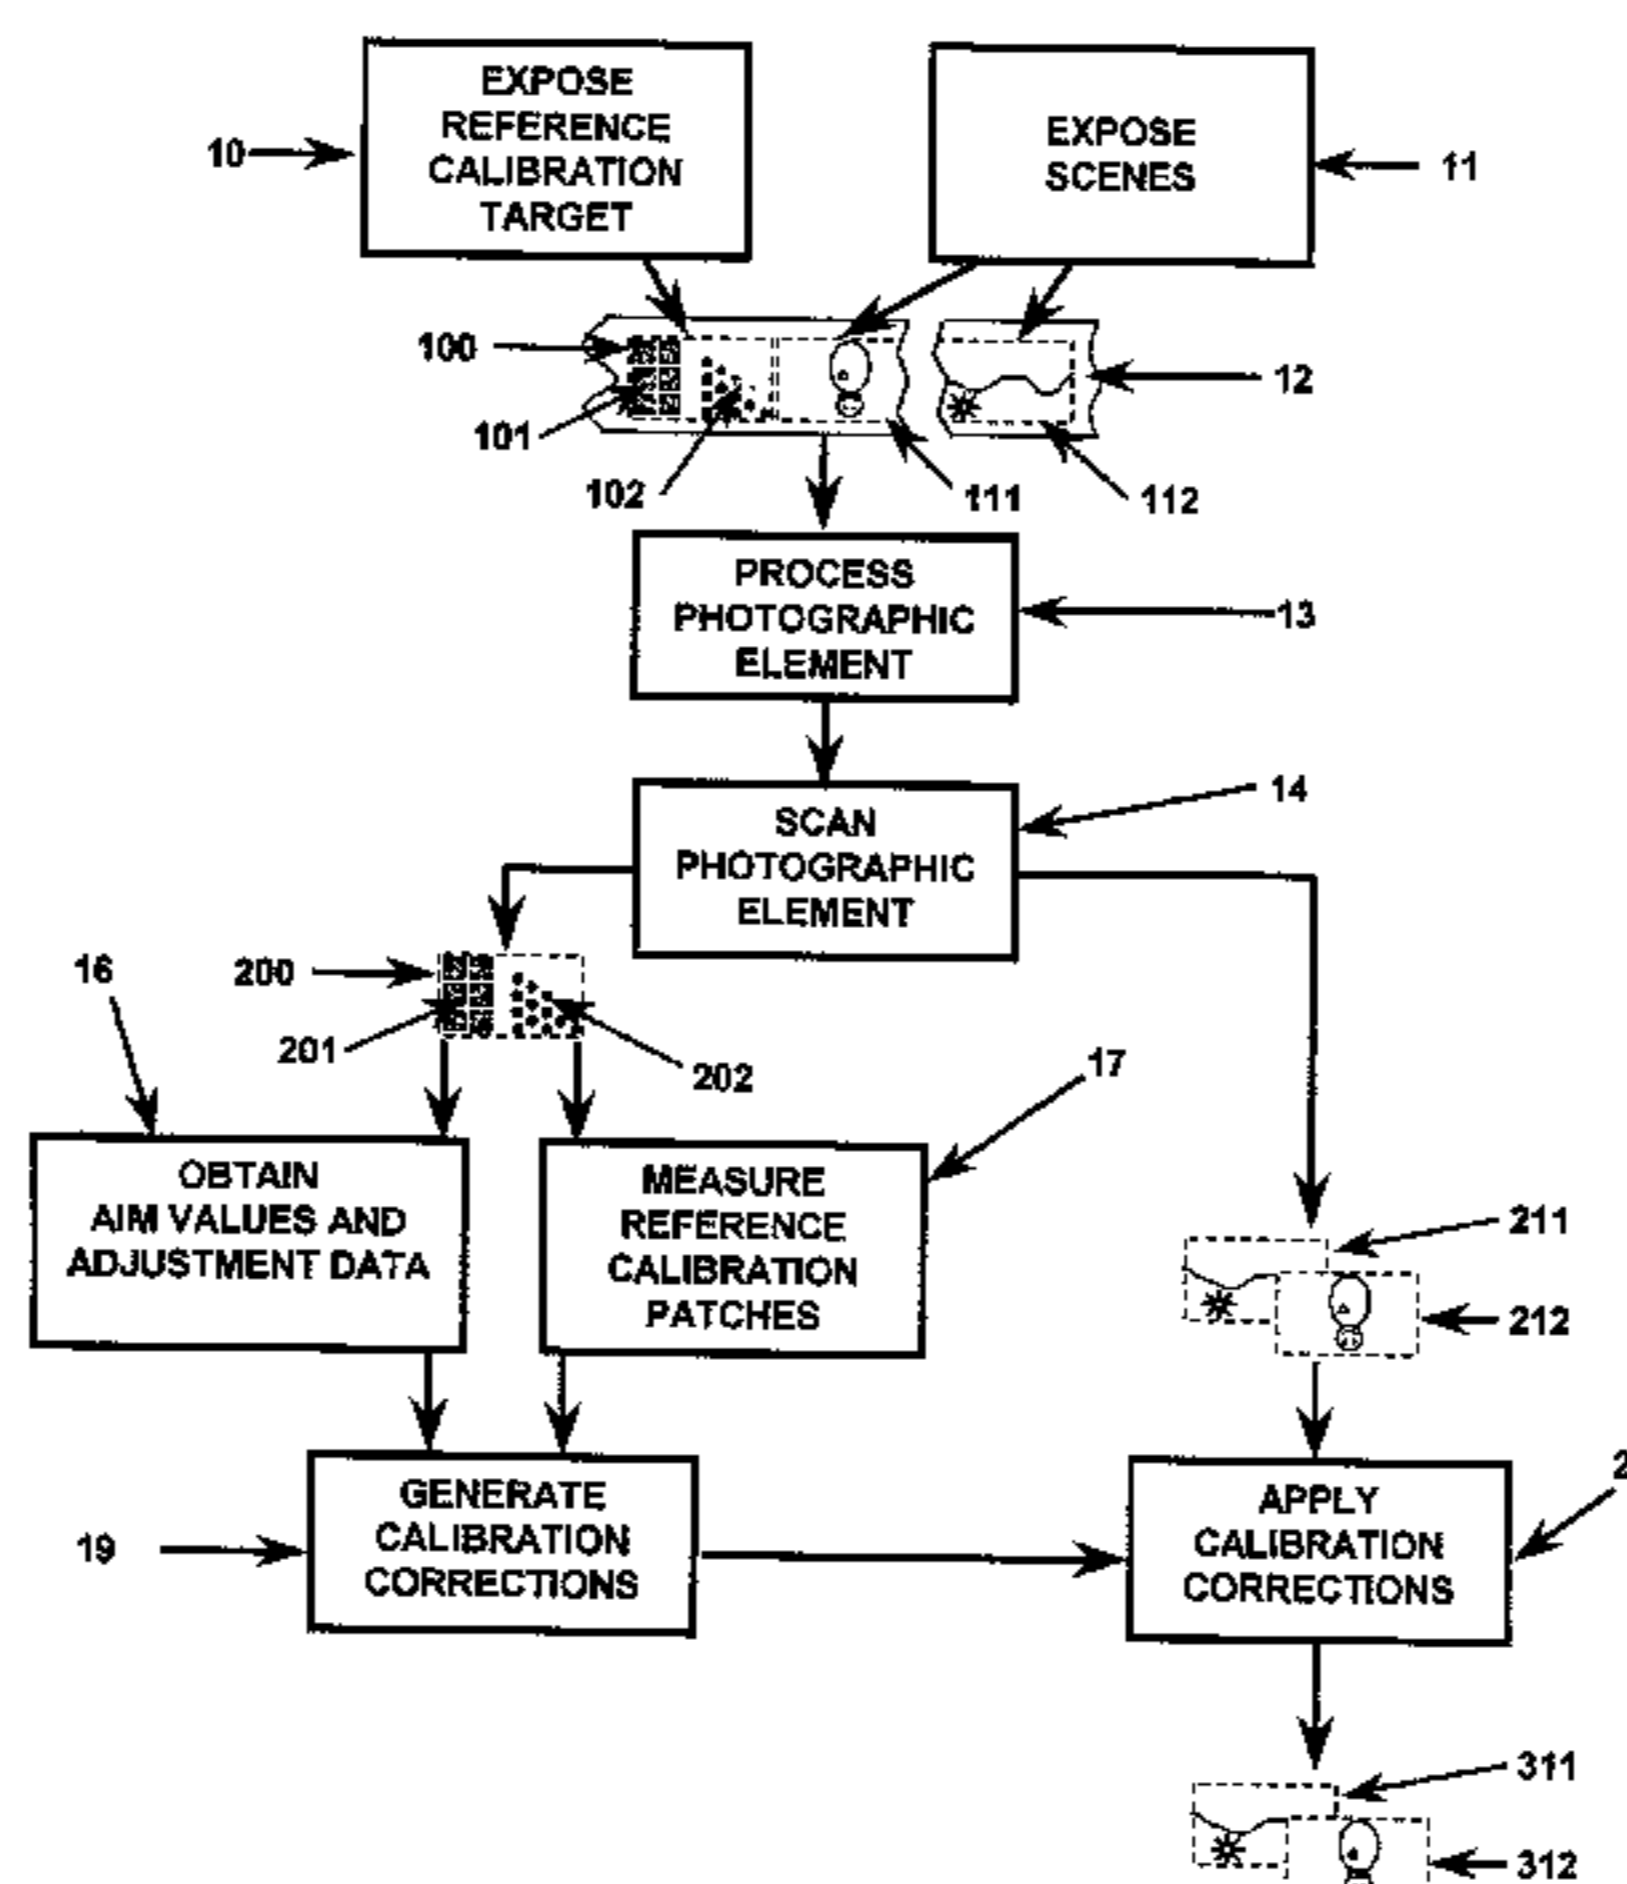 EXPOSE
REFERENCE
CALIBRATION
TARGET
EXPOSE
SCENES
10
11
100
101
102
111
112
12
PROCESS
PHOTOGRAPHIC
ELEMENT
13
SCAN
PHOTOGRAPHIC
ELEMENT
14
16
200
201
202
17
OBTAIN
AIM VALUES AND
ADJUSTMENT DATA
MEASURE
REFERENCE
CALIBRATION
PATCHES
211
212
19
GENERATE
CALIBRATION
CORRECTIONS
APPLY
CALIBRATION
CORRECTIONS
311
312